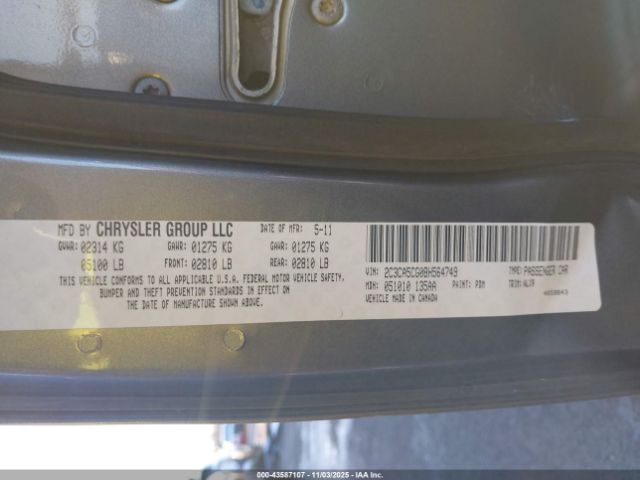 MFD BY CHRYSLER GROUP LLC DATE OF MFR: 5-11
GVWR: 02314 KG GAWR: 01275 KG GAWR: 01275 KG
05100 LB FRONT: 02810 LB REAR: 02810 LB
THIS VEHICLE CONFORMS TO ALL APPLICABLE U.S.A. FEDERAL MOTOR VEHICLE SAFETY,
BUMPER AND THEFT PREVENTION STANDARDS IN EFFECT ON
THE DATE OF MANUFACTURE SHOWN ABOVE.
VIN: 2C3CA5CG0BH564749 TYPE: PASSENGER CAR
MDH: 051010 135AA PAINT: PDM TRIM: ALX9
MADE IN CANADA
000-43587107 - 11/03/2025 - IAAI, Inc.